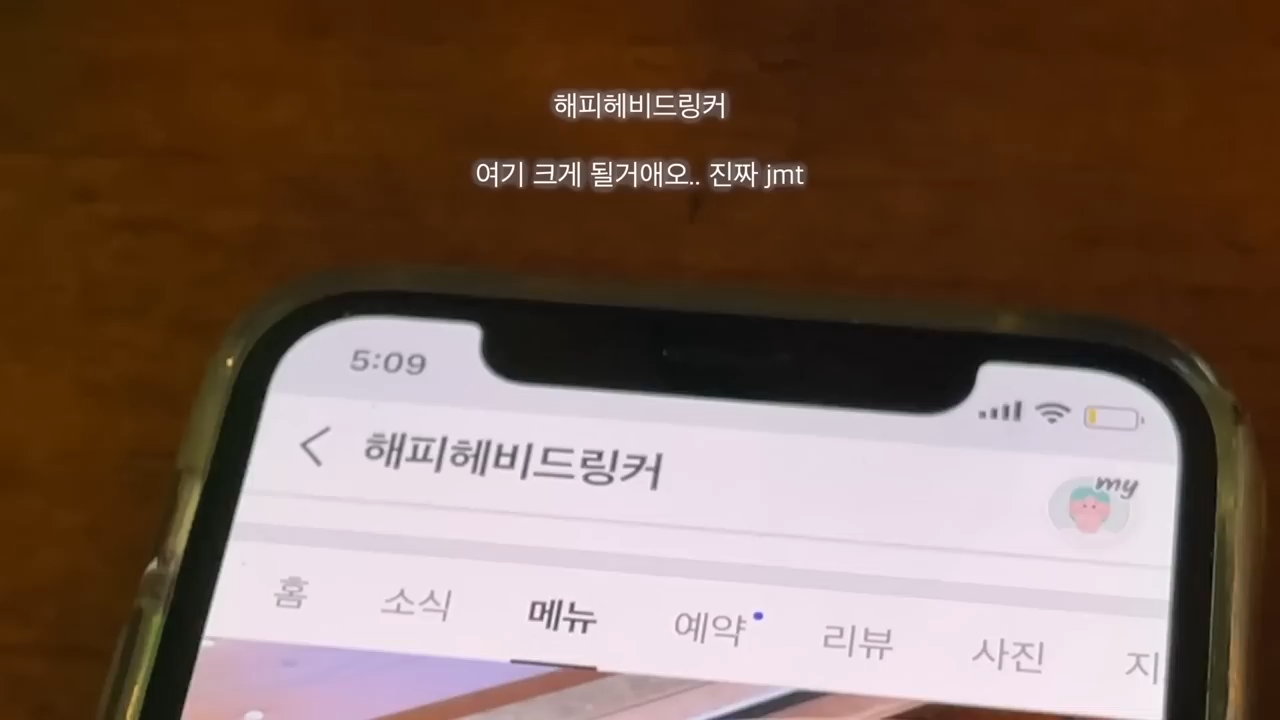 해피헤비드링커
여기 크게 될거애오.. 진짜 jmt
5:09
해피헤비드링커
my
홈 소식 메뉴 예약 리뷰 사진 지